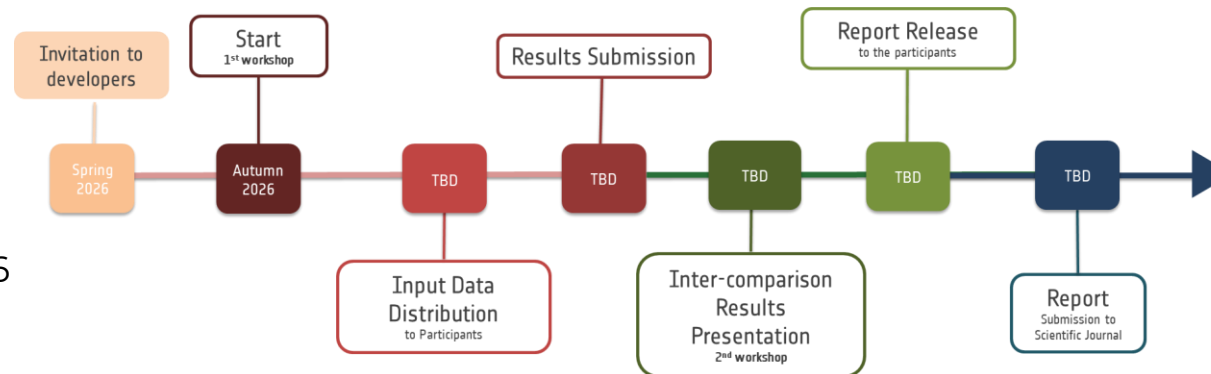 Invitation to
developers
Start
1st workshop
Results Submission
Report Release
to the participants
Spring
2026
Autumn
2026
TBD
TBD
TBD
TBD
TBD
6
Input Data
Distribution
to Participants
Inter-comparison
Results
Presentation
2nd workshop
Report
Submission to
Scientific Journal